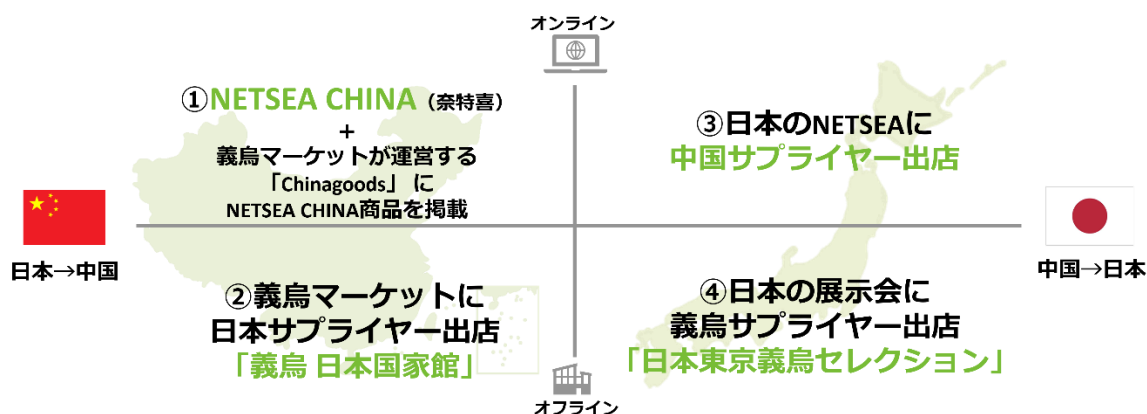 オンライン
①NETSEA CHINA（奈特喜）
+
義烏マーケットが運営する
「Chinagoods」に
NETSEA CHINA商品を掲載
③日本のNETSEAに
中国サプライヤー出店
日本→中国
中国→日本
②義烏マーケットに
日本サプライヤー出店
「義烏 日本国家館」
④日本の展示会に
義烏サプライヤー出店
「日本東京義烏セレクション」
オフライン